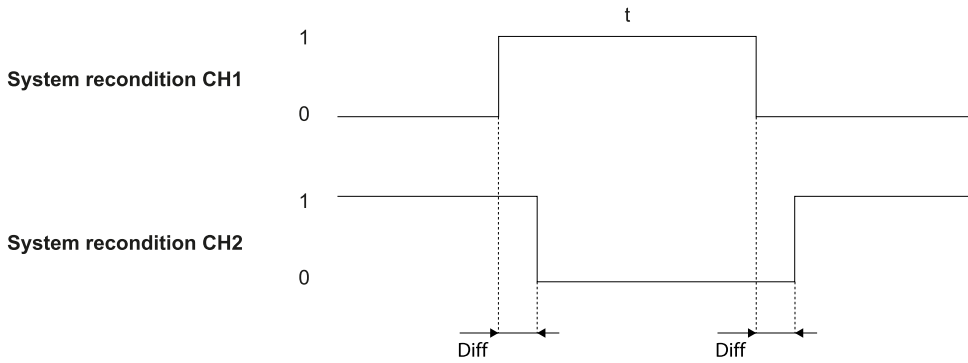 t
1
System recondition CH1
0
1
System recondition CH2
0
Diff
Diff